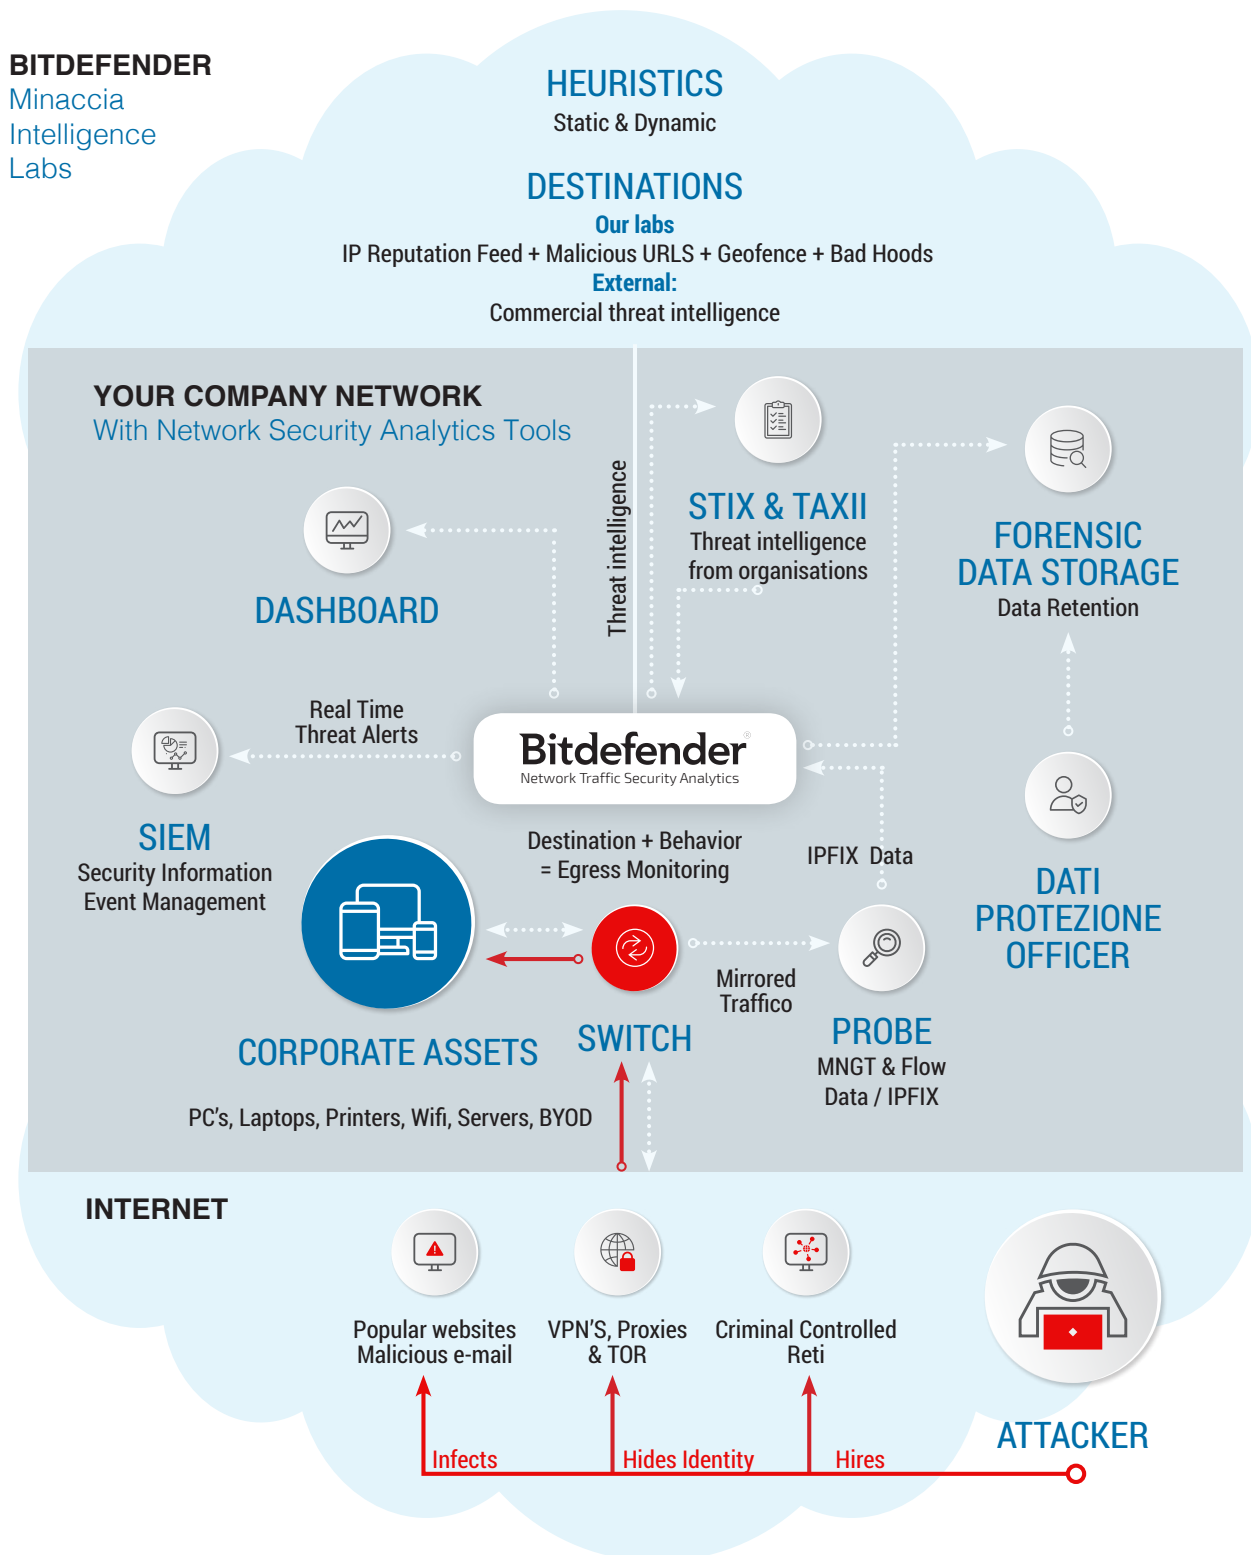 BITDEFENDER
Minaccia
Intelligence
Labs
HEURISTICS
Static & Dynamic
DESTINATIONS
Our labs
IP Reputation Feed + Malicious URLS + Geofence + Bad Hoods
External:
Commercial threat intelligence
YOUR COMPANY NETWORK
With Network Security Analytics Tools
Threat intelligence
STIX & TAXII
Threat intelligence
from organisations
FORENSIC
DATA STORAGE
Data Retention
DASHBOARD
Real Time
Threat Alerts
Bitdefender®
Network Traffic Security Analytics
SIEM
Security Information
Event Management
Destination + Behavior
= Egress Monitoring
IPFIX Data
DATI
PROTEZIONE
OFFICER
Mirrored
Traffico
CORPORATE ASSETS
PC's, Laptops, Printers, Wifi, Servers, BYOD
SWITCH
PROBE
MNGT & Flow
Data / IPFIX
INTERNET
Popular websites
Malicious e-mail
VPN'S, Proxies
& TOR
Criminal Controlled
Reti
ATTACKER
Infects
Hides Identity
Hires